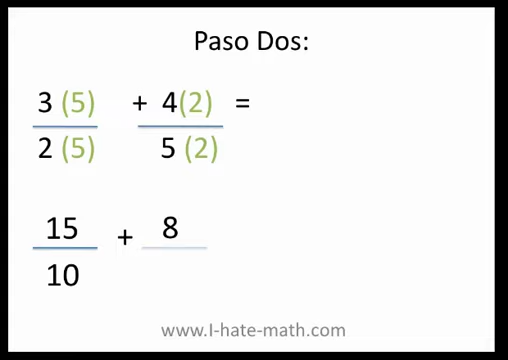 Paso Dos:
3 (5) + 4(2) =
2 (5) 5 (2)
15 + 8
10
www.I-hate-math.com